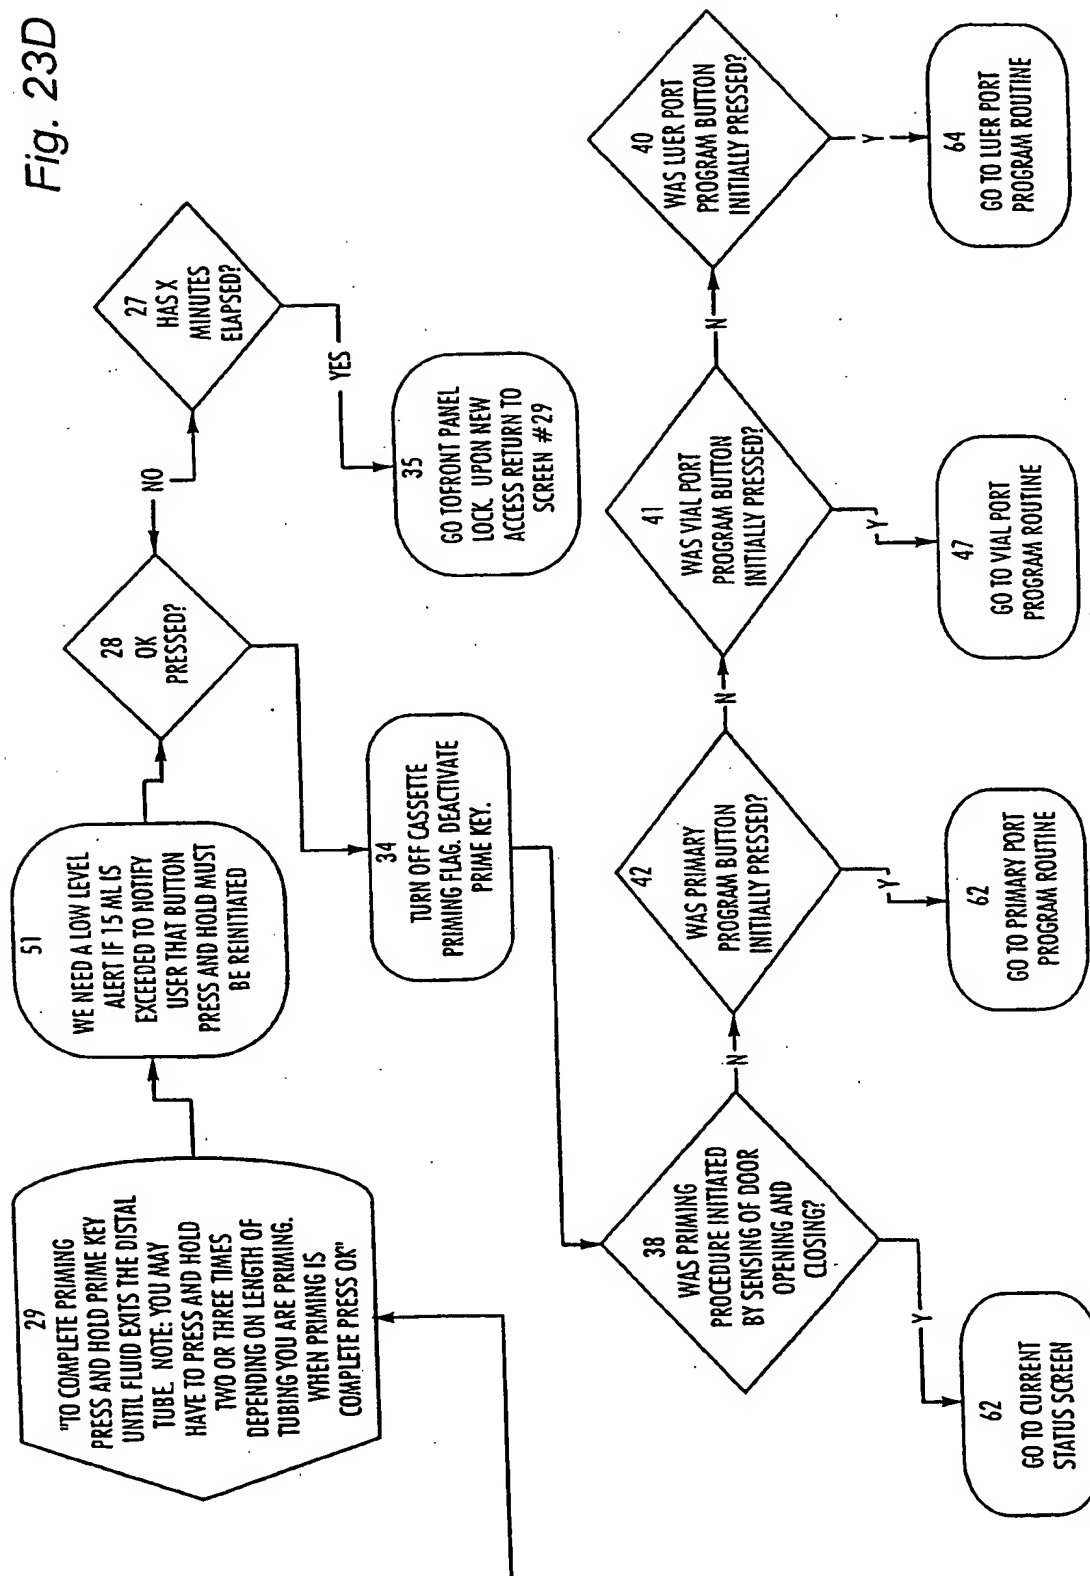 Fig. 23D
29
"TO COMPLETE PRIMING
PRESS AND HOLD PRIME KEY
UNTIL FLUID EXITS THE DISTAL
TUBE. NOTE: YOU MAY
HAVE TO PRESS AND HOLD
TWO OR THREE TIMES
DEPENDING ON LENGTH OF
TUBING YOU ARE PRIMING.
WHEN PRIMING IS
COMPLETE PRESS OK"
51
WE NEED A LOW LEVEL
ALERT IF 15 ML IS
EXCEEDED TO NOTIFY
USER THAT BUTTON
PRESS AND HOLD MUST
BE REINITIATED
28
OK
PRESSED?
NO
27
HAS X
MINUTES
ELAPSED?
YES
35
GO TOFRONT PANEL
LOCK. UPON NEW
ACCESS RETURN TO
SCREEN #29
34
TURN OFF CASSETTE
PRIMING FLAG. DEACTIVATE
PRIME KEY.
38
WAS PRIMING
PROCEDURE INITIATED
BY SENSING OF DOOR
OPENING AND
CLOSING?
N
42
WAS PRIMARY
PROGRAM BUTTON
INITIALLY PRESSED?
N
41
WAS VIAL PORT
PROGRAM BUTTON
INITIALLY PRESSED?
N
40
WAS LUER PORT
PROGRAM BUTTON
INITIALLY PRESSED?
Y
62
GO TO CURRENT
STATUS SCREEN
Y
62
GO TO PRIMARY PORT
PROGRAM ROUTINE
Y
47
GO TO VIAL PORT
PROGRAM ROUTINE
Y
64
GO TO LUER PORT
PROGRAM ROUTINE